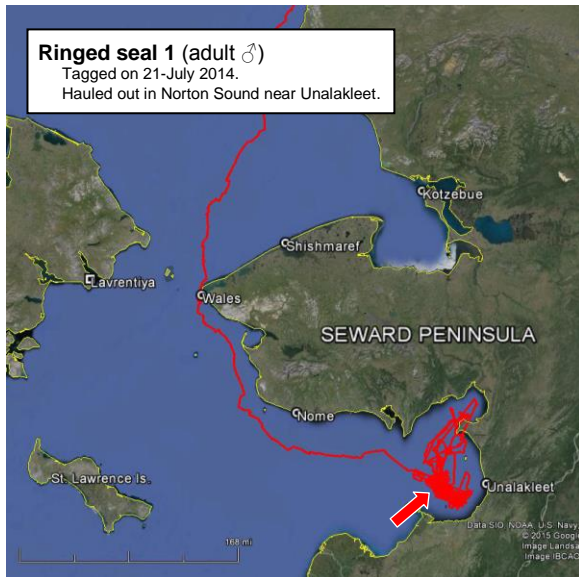 Ringed seal 1 (adult ♂)
Tagged on 21-July 2014.
Hauled out in Norton Sound near Unalakleet.
Kotzebue
Shishmaref
Lavrentiya
Wales
SEWARD PENINSULA
Nome
St. Lawrence Is.
Unalakleet
Data SIO, NOAA, U.S. Navy
© 2015 Google
Image Landsa
Image IBCAO
168 mi